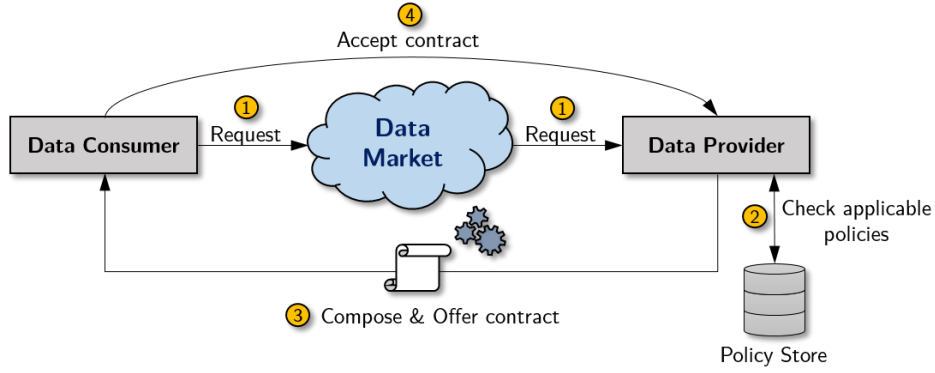 4
Accept contract
1
Request
Data
Market
1
Request
Data Consumer
Data Provider
2
Check applicable
policies
3
Compose & Offer contract
Policy Store